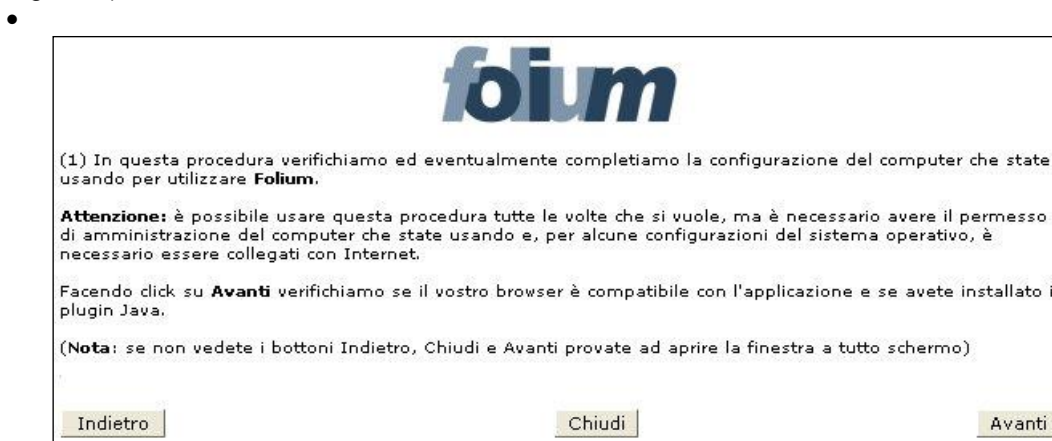 folium
(1) In questa procedura verifichiamo ed eventualmente completiamo la configurazione del computer che state
usando per utilizzare Folium.
Attenzione: è possibile usare questa procedura tutte le volte che si vuole, ma è necessario avere il permesso
di amministrazione del computer che state usando e, per alcune configurazioni del sistema operativo, è
necessario essere collegati con Internet.
Facendo click su Avanti verifichiamo se il vostro browser è compatibile con l'applicazione e se avete installato i
plugin Java.
(Nota: se non vedete i bottoni Indietro, Chiudi e Avanti provate ad aprire la finestra a tutto schermo)
Indietro Chiudi Avanti